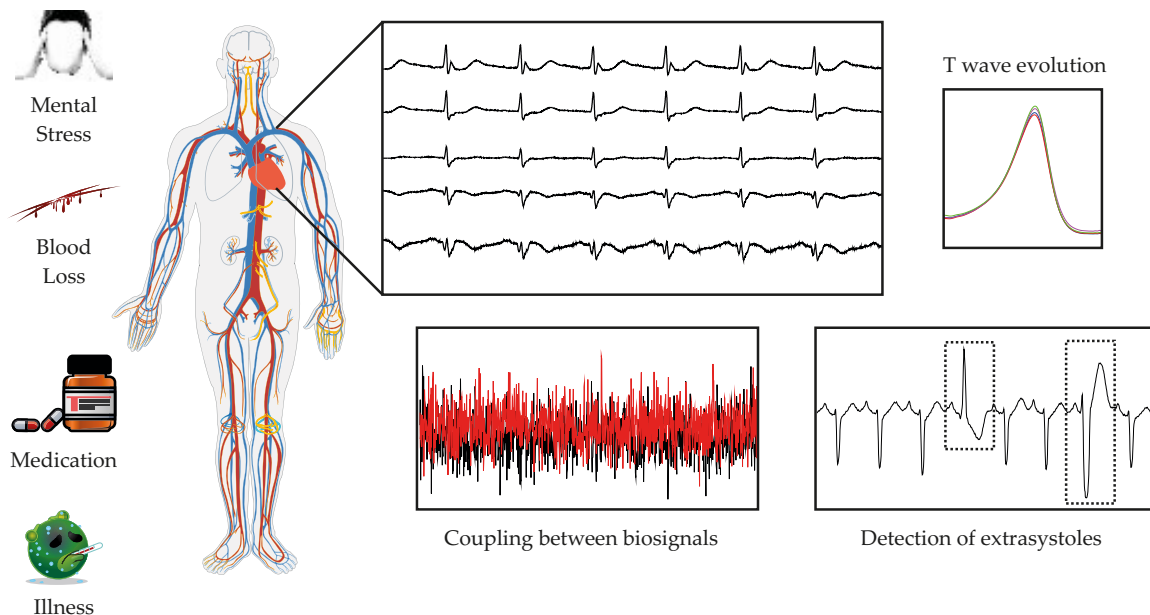 Mental
Stress
Blood
Loss
Medication
Illness
T wave evolution
Coupling between biosignals
Detection of extrasystoles